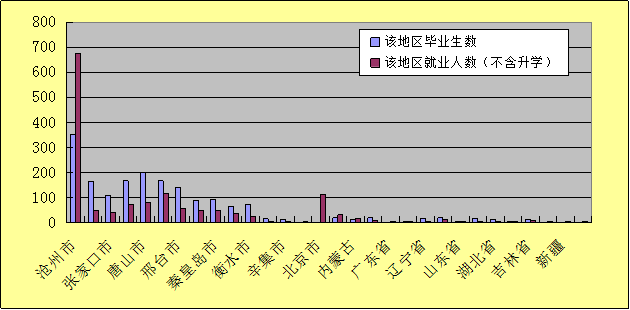 800
700
600
500
400
300
200
100
0
该地区毕业生数
该地区就业人数（不含升学）
沧州市
张家口市
唐山市
邢台市
秦皇岛市
衡水市
辛集市
北京市
内蒙古
广东省
辽宁省
山东省
湖北省
吉林省
新疆